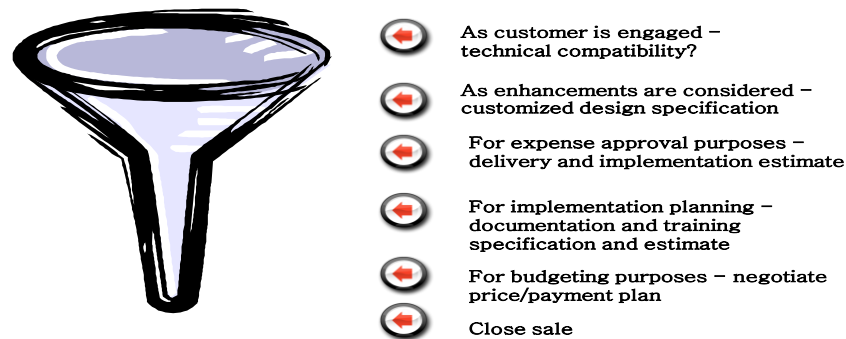 As customer is engaged –
technical compatibility?
As enhancements are considered –
customized design specification
For expense approval purposes –
delivery and implementation estimate
For implementation planning –
documentation and training
specification and estimate
For budgeting purposes – negotiate
price/payment plan
Close sale